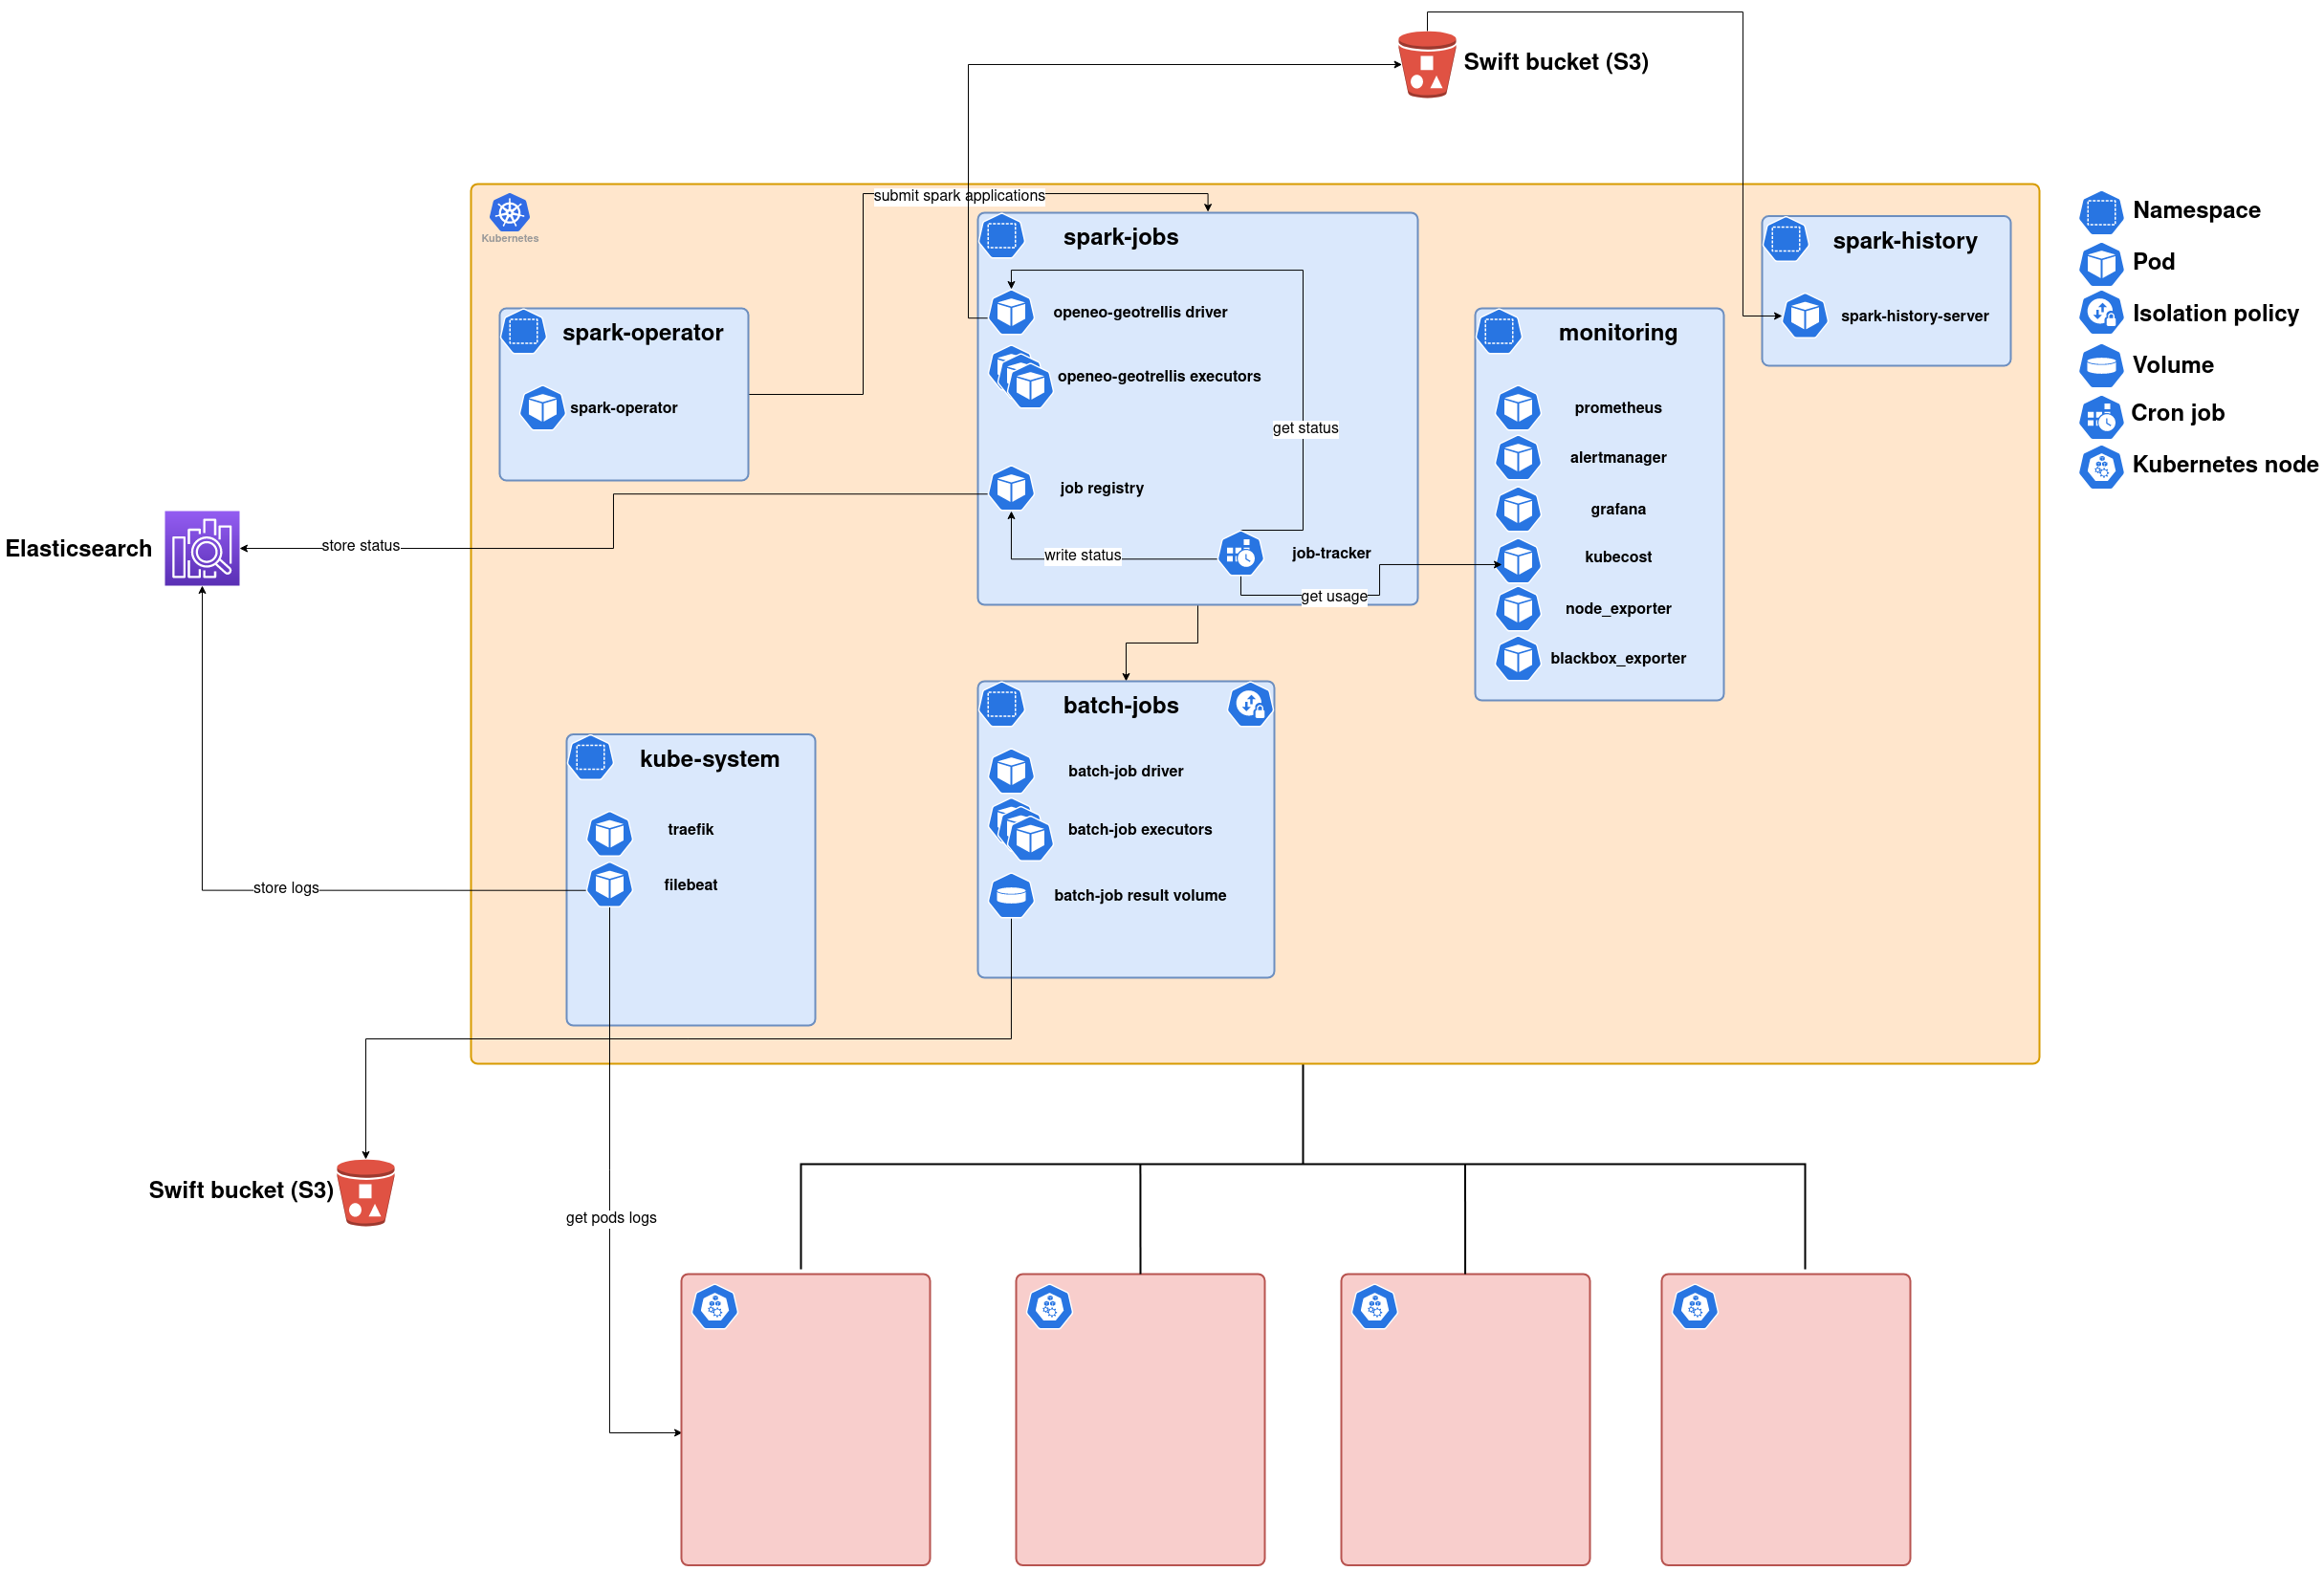 Swift bucket (S3)
submit spark applications
Kubernetes
spark-jobs
openeo-geotrellis driver
openeo-geotrellis executors
get status
job registry
write status
job-tracker
get usage
spark-history
spark-history-server
Namespace
Pod
Isolation policy
Volume
Cron job
Kubernetes node
spark-operator
spark-operator
monitoring
prometheus
alertmanager
grafana
kubecost
node_exporter
blackbox_exporter
Elasticsearch
store status
batch-jobs
batch-job driver
batch-job executors
batch-job result volume
kube-system
traefik
filebeat
store logs
Swift bucket (S3)
get pods logs